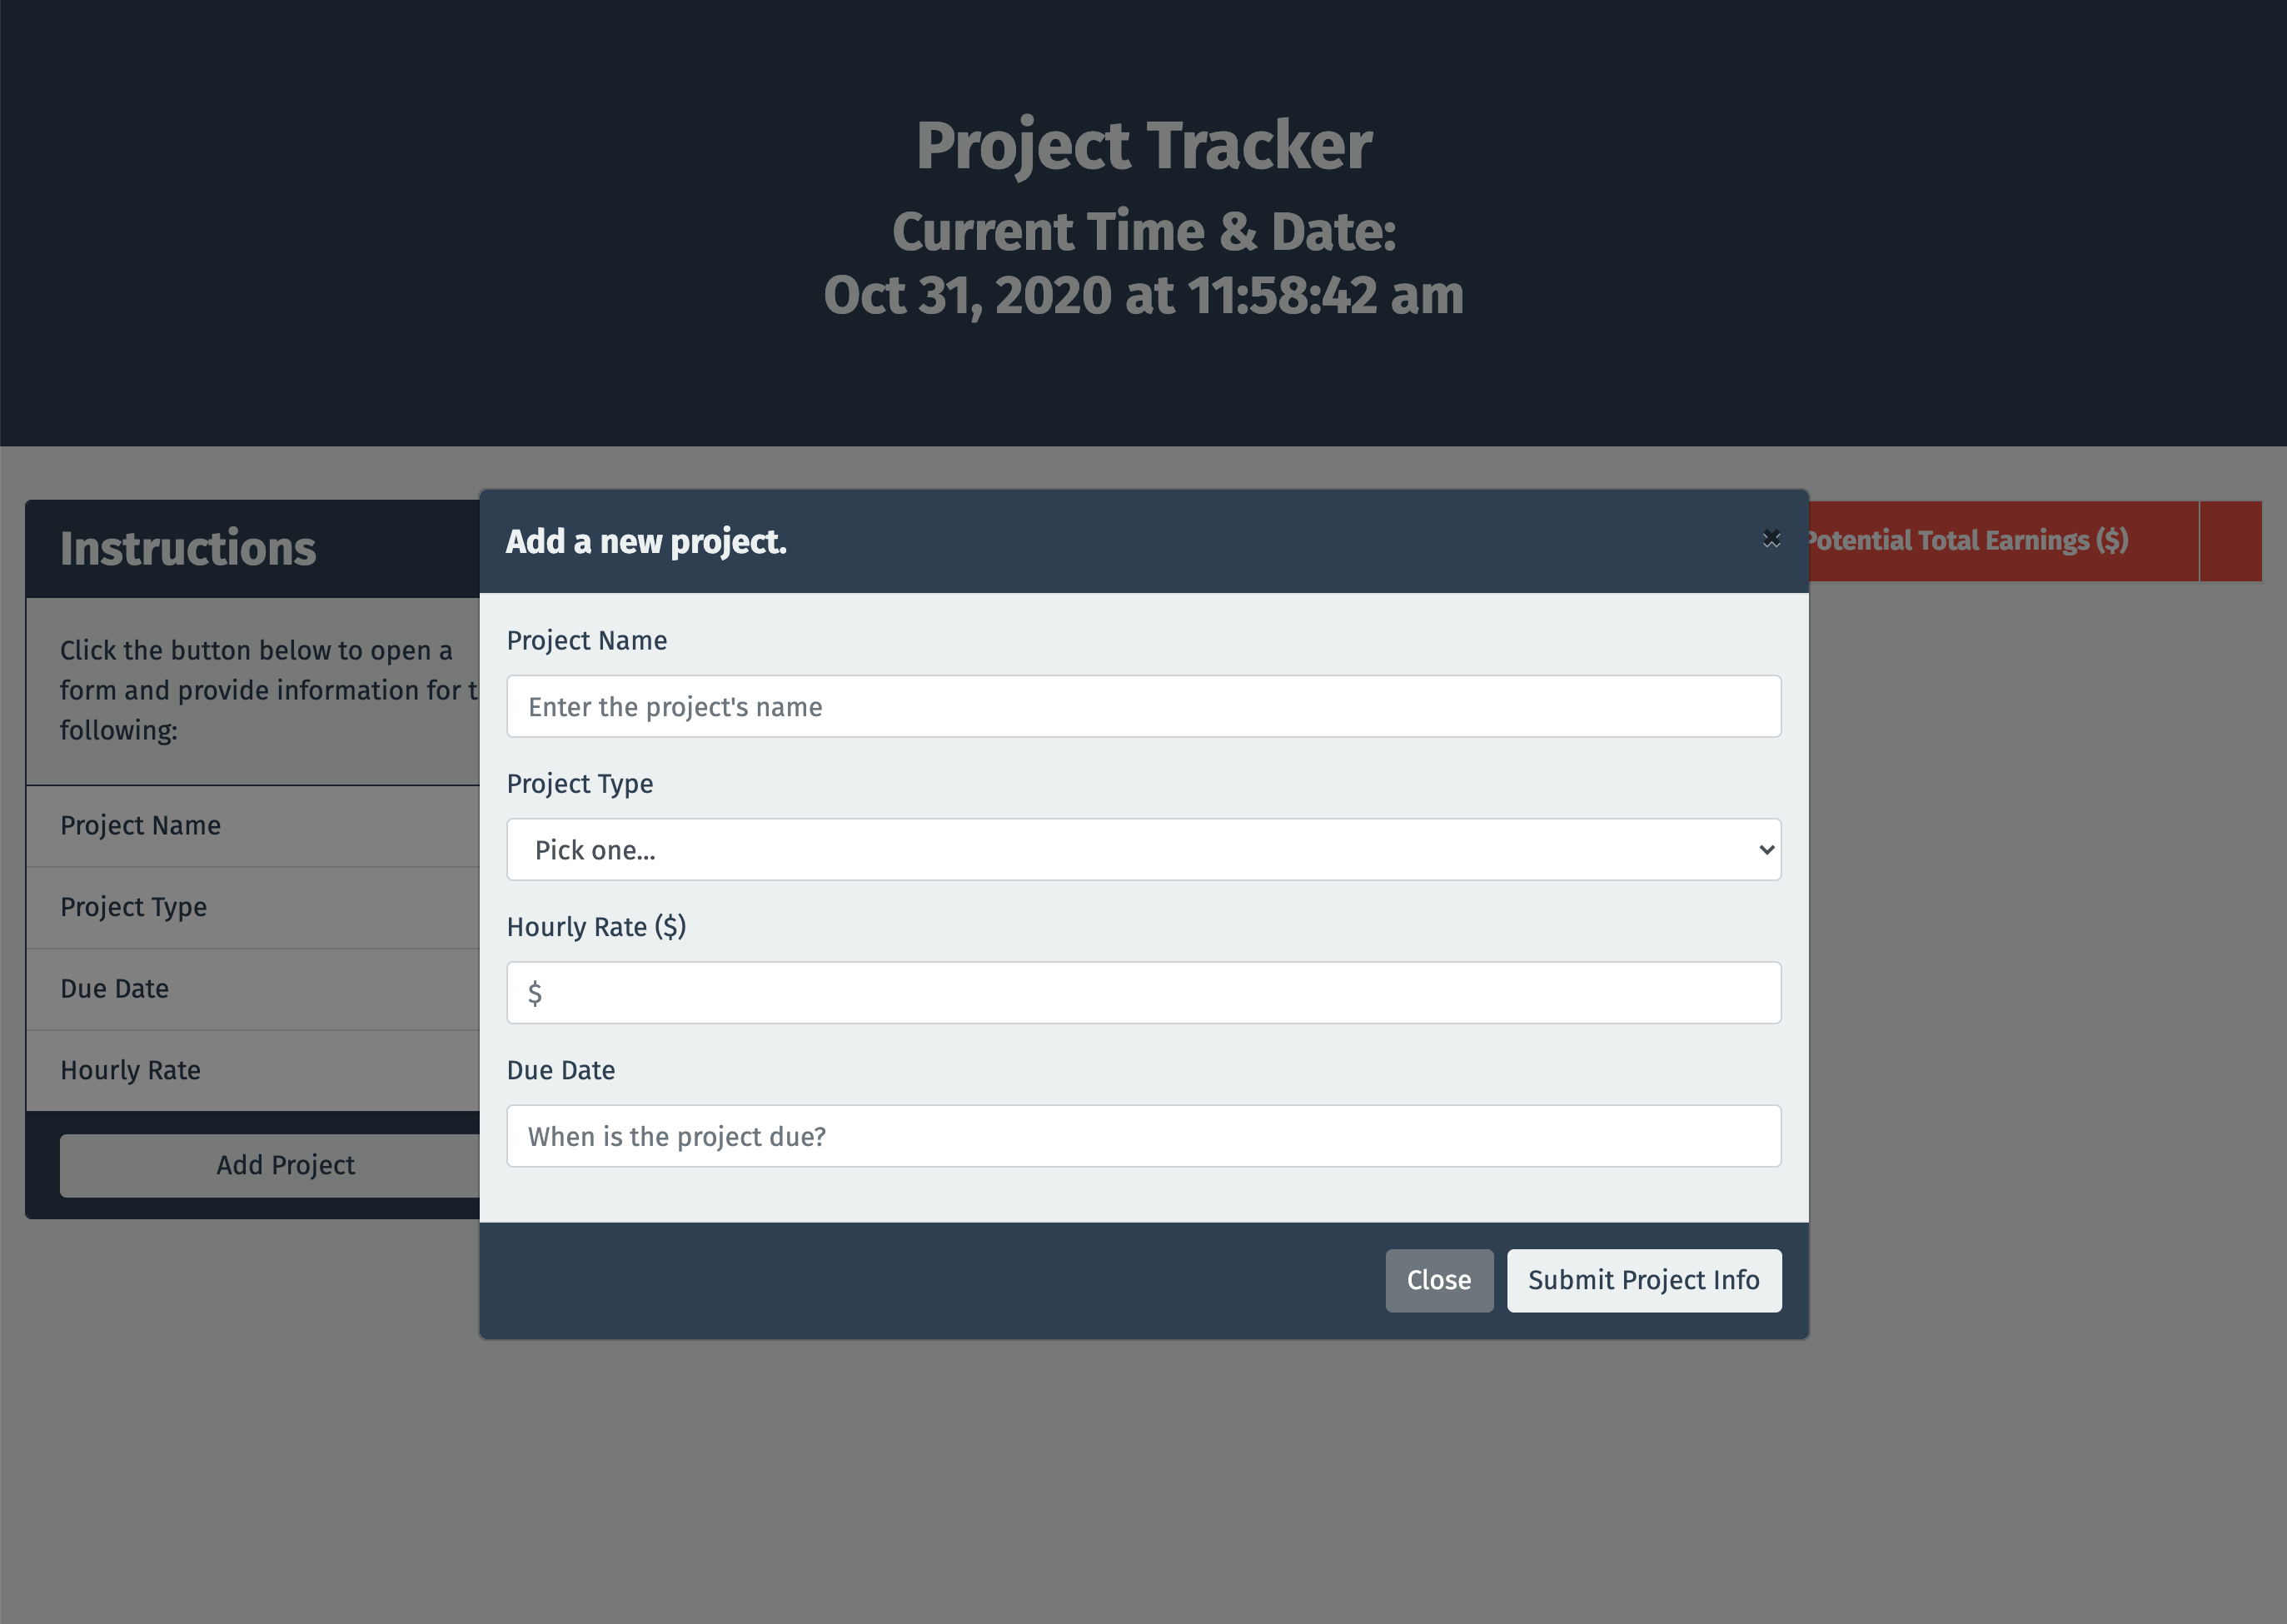 Project Tracker
Current Time & Date:
Oct 31, 2020 at 11:58:42 am
Instructions
Click the button below to open a
form and provide information for t
following:
Project Name
Project Type
Due Date
Hourly Rate
Add Project
Add a new project.
×
Project Name
Enter the project's name
Project Type
Pick one...
Hourly Rate ($)
$
Due Date
When is the project due?
Close
Submit Project Info
Potential Total Earnings ($)